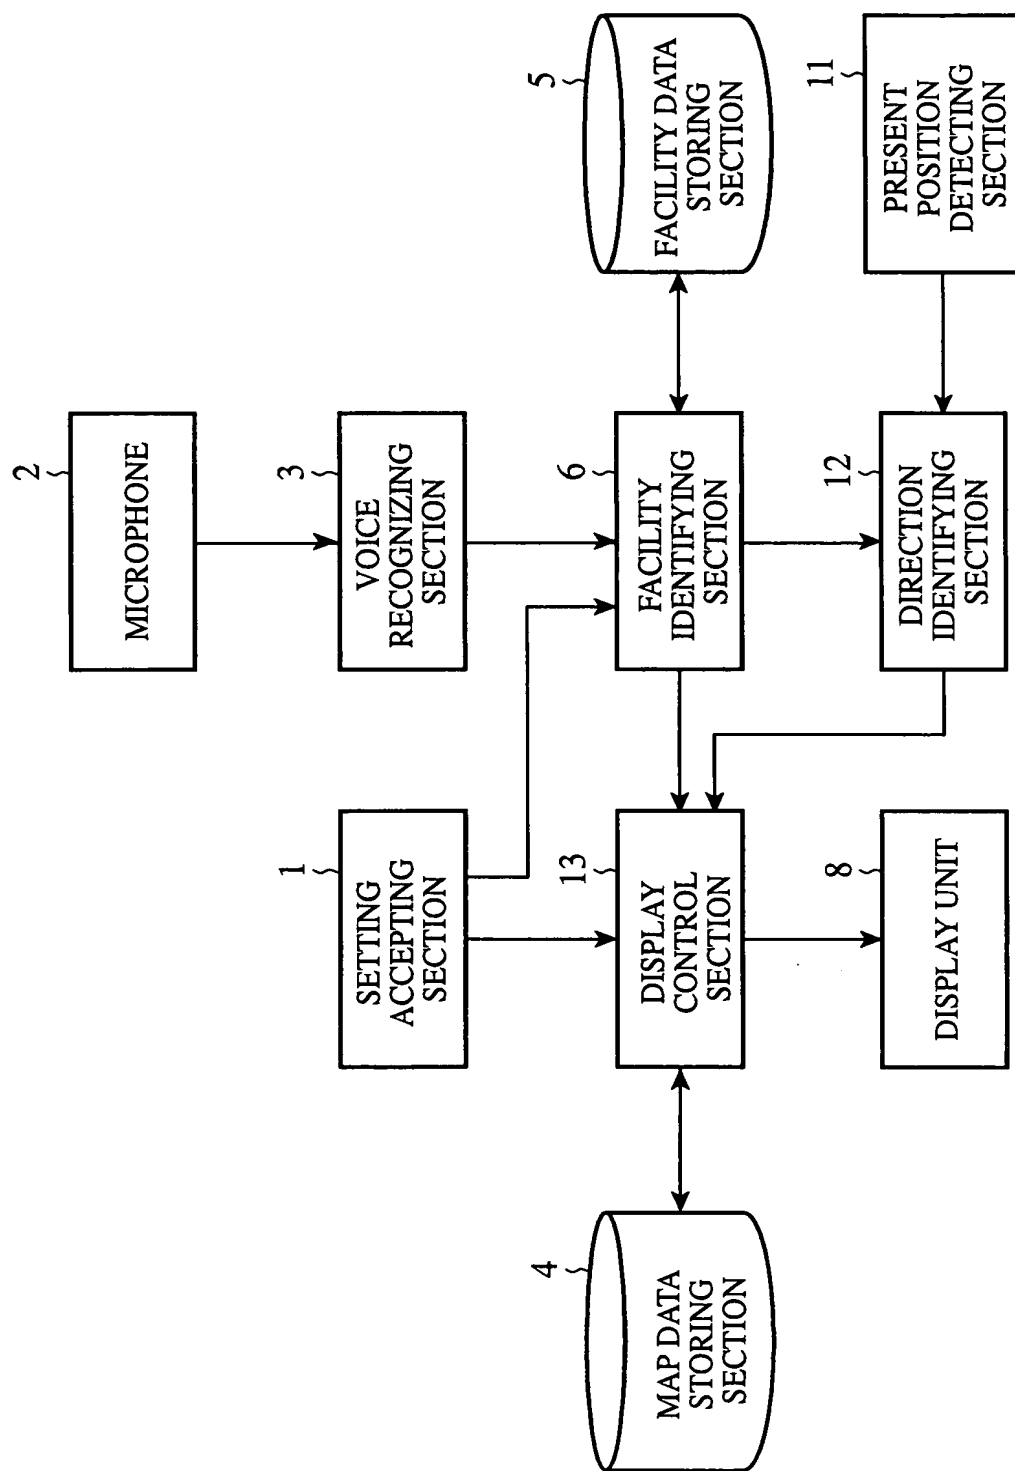 2
MICROPHONE
1
SETTING
ACCEPTING
SECTION
3
VOICE
RECOGNIZING
SECTION
4
MAP DATA
STORING
SECTION
13
DISPLAY
CONTROL
SECTION
6
FACILITY
IDENTIFYING
SECTION
5
FACILITY DATA
STORING
SECTION
8
DISPLAY UNIT
12
DIRECTION
IDENTIFYING
SECTION
11
PRESENT
POSITION
DETECTING
SECTION